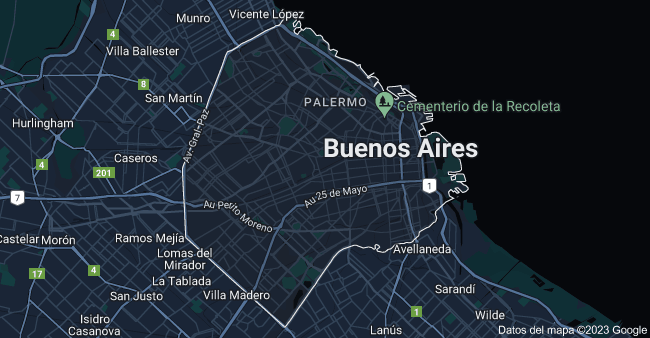 Vicente López
Munro
4
Villa Ballester
8
San Martín
PALERMO
Cementerio de la Recoleta
Hurlingham
Av. Gral. Paz
Buenos Aires
4
Caseros
201
1
7
Au 25 de Mayo
Au Perito Moreno
Castelar
Morón
Ramos Mejía
Avellaneda
Lomas del
Mirador
17
4
La Tablada
Sarandí
San Justo
Villa Madero
1
Wilde
Isidro
Casanova
Lanús
Datos del mapa ©2023 Google